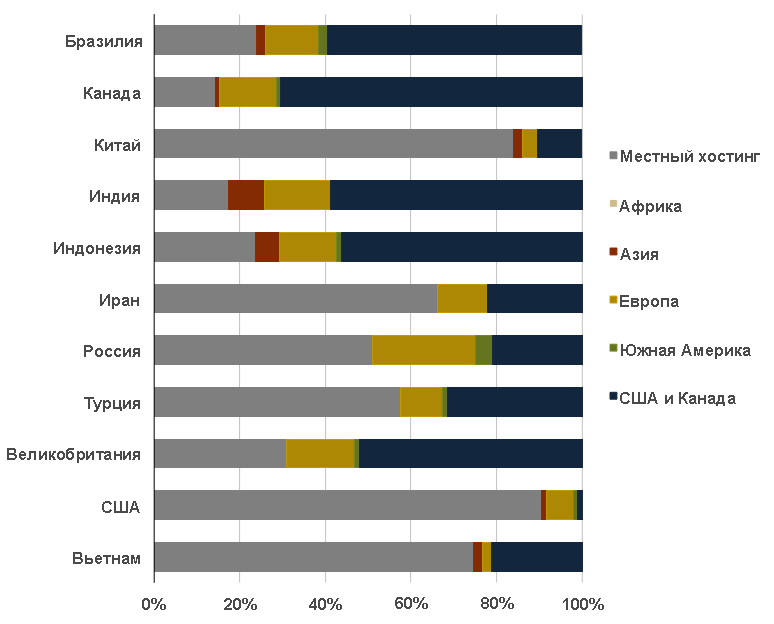 Бразилия
Канада
Китай
Индия
Индонезия
Иран
Россия
Турция
Великобритания
США
Вьетнам
0% 20% 40% 60% 80% 100%
Местный хостинг
Африка
Азия
Европа
Южная Америка
США и Канада